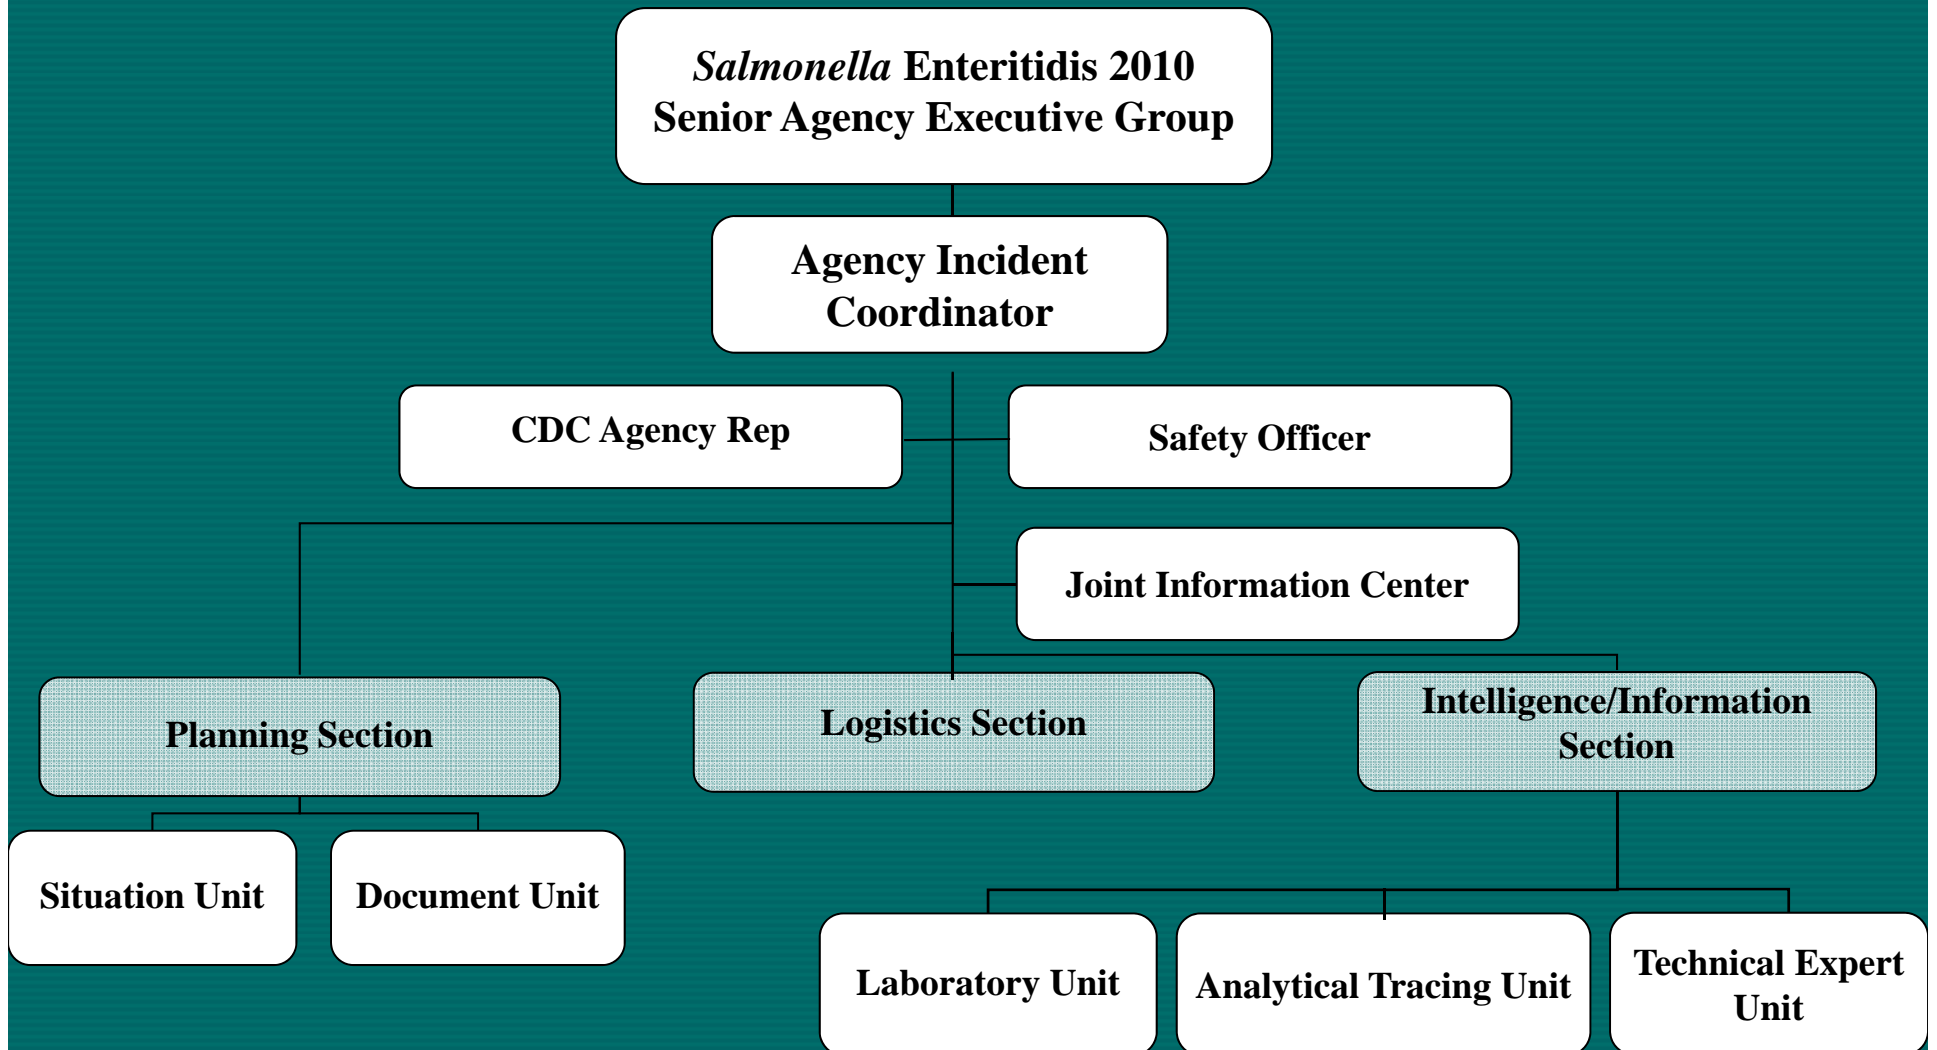 Salmonella Enteritidis 2010
Senior Agency Executive Group
Agency Incident
Coordinator
CDC Agency Rep
Safety Officer
Joint Information Center
Planning Section
Logistics Section
Intelligence/Information
Section
Situation Unit
Document Unit
Laboratory Unit
Analytical Tracing Unit
Technical Expert
Unit